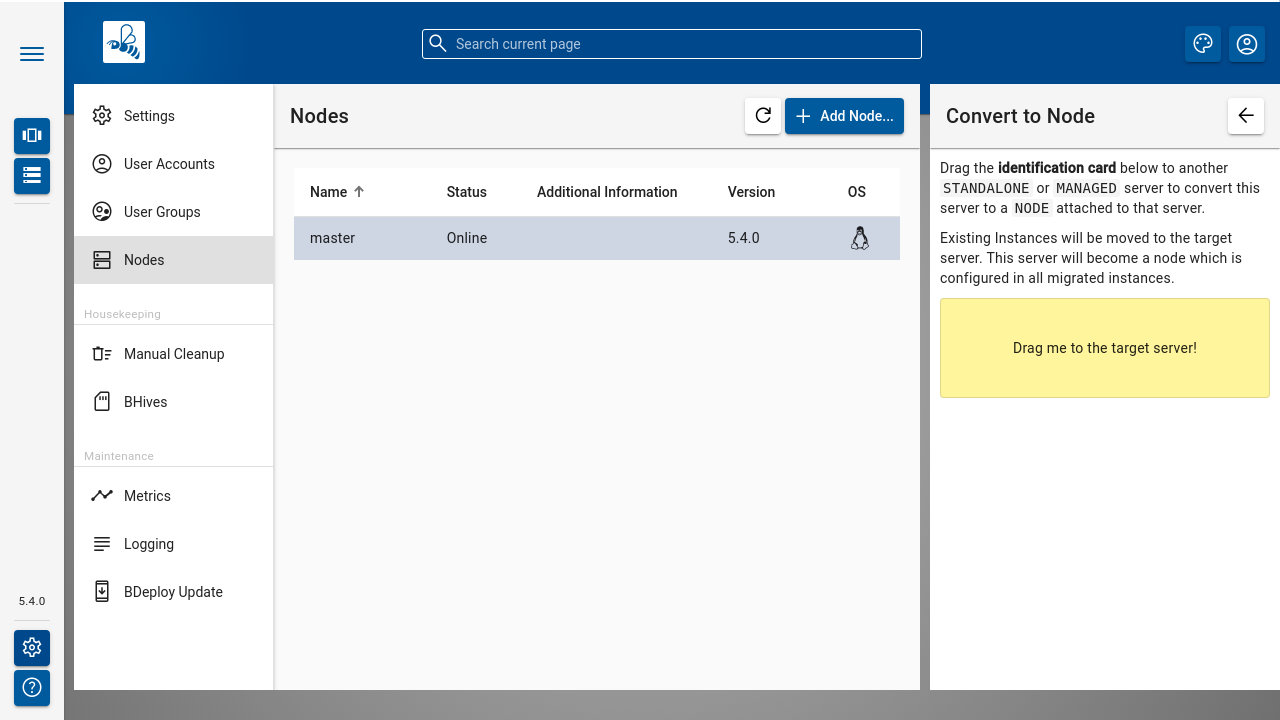 Search current page
Settings
User Accounts
User Groups
Nodes
Housekeeping
Manual Cleanup
BHives
Maintenance
Metrics
Logging
BDeploy Update
5.4.0
Nodes
Add Node...
Name Status Additional Information Version OS
master Online 5.4.0
Convert to Node
Drag the identification card below to another
STANDALONE or MANAGED server to convert this
server to a NODE attached to that server.
Existing Instances will be moved to the target
server. This server will become a node which is
configured in all migrated instances.
Drag me to the target server!